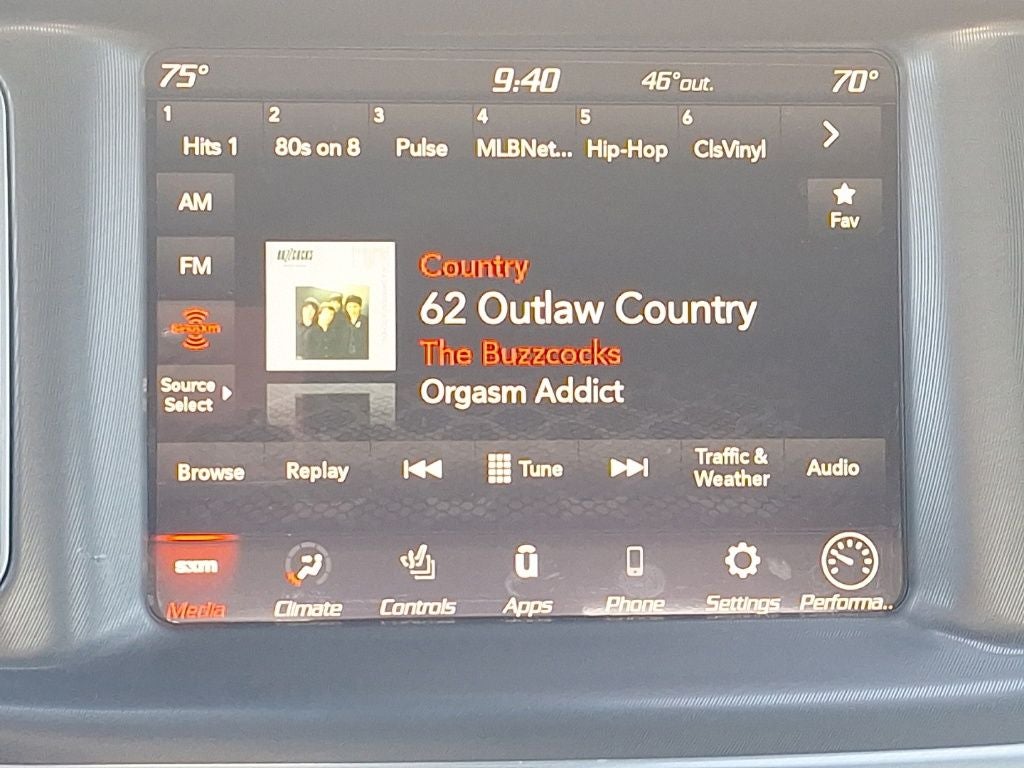 75° 9:40 46°out. 70°
1 2 3 4 5 6
Hits 1 80s on 8 Pulse MLBNet... Hip-Hop ClsVinyl
AM
Fav
FM
BUZZCOCKS
Country
62 Outlaw Country
siriusxm
The Buzzcocks
Source
Select
Orgasm Addict
Browse Replay Tune Traffic &
Weather Audio
sxm ū
Media Climate Controls Apps Phone Settings Performa..